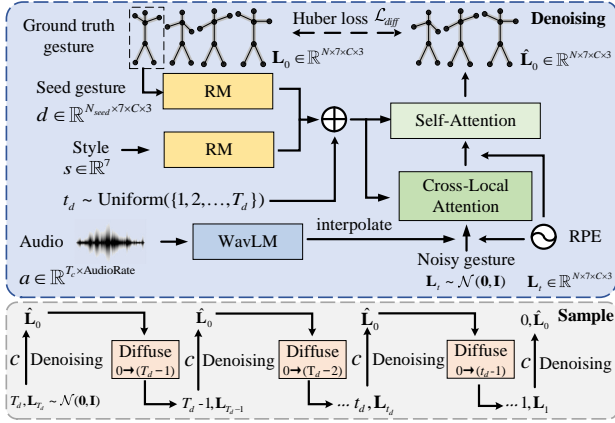 Ground truth gesture
Huber loss ℒ_diff
Denoising
L₀ ∈ ℝ^{N×7×C×3}
L̂₀ ∈ ℝ^{N×7×C×3}
Seed gesture
d ∈ ℝ^{N_seed×7×C×3}
RM
Style
s ∈ ℝ⁷
RM
Self-Attention
t_d ~ Uniform({1, 2, ..., T_d})
Cross-Local Attention
Audio
a ∈ ℝ^{T_c×AudioRate}
WavLM
interpolate
RPE
Noisy gesture
L_t ~ 𝒩(0, I)
L_t ∈ ℝ^{N×7×C×3}
Sample
L̂₀
L̂₀
L̂₀
0, L̂₀
c Denoising
Diffuse
0→(T_d-1)
c Denoising
Diffuse
0→(T_d-2)
c Denoising
Diffuse
0→(t_d-1)
c Denoising
T_d, L_{T_d} ~ 𝒩(0, I)
T_d-1, L_{T_d-1}
... t_d, L_{t_d}
... 1, L₁